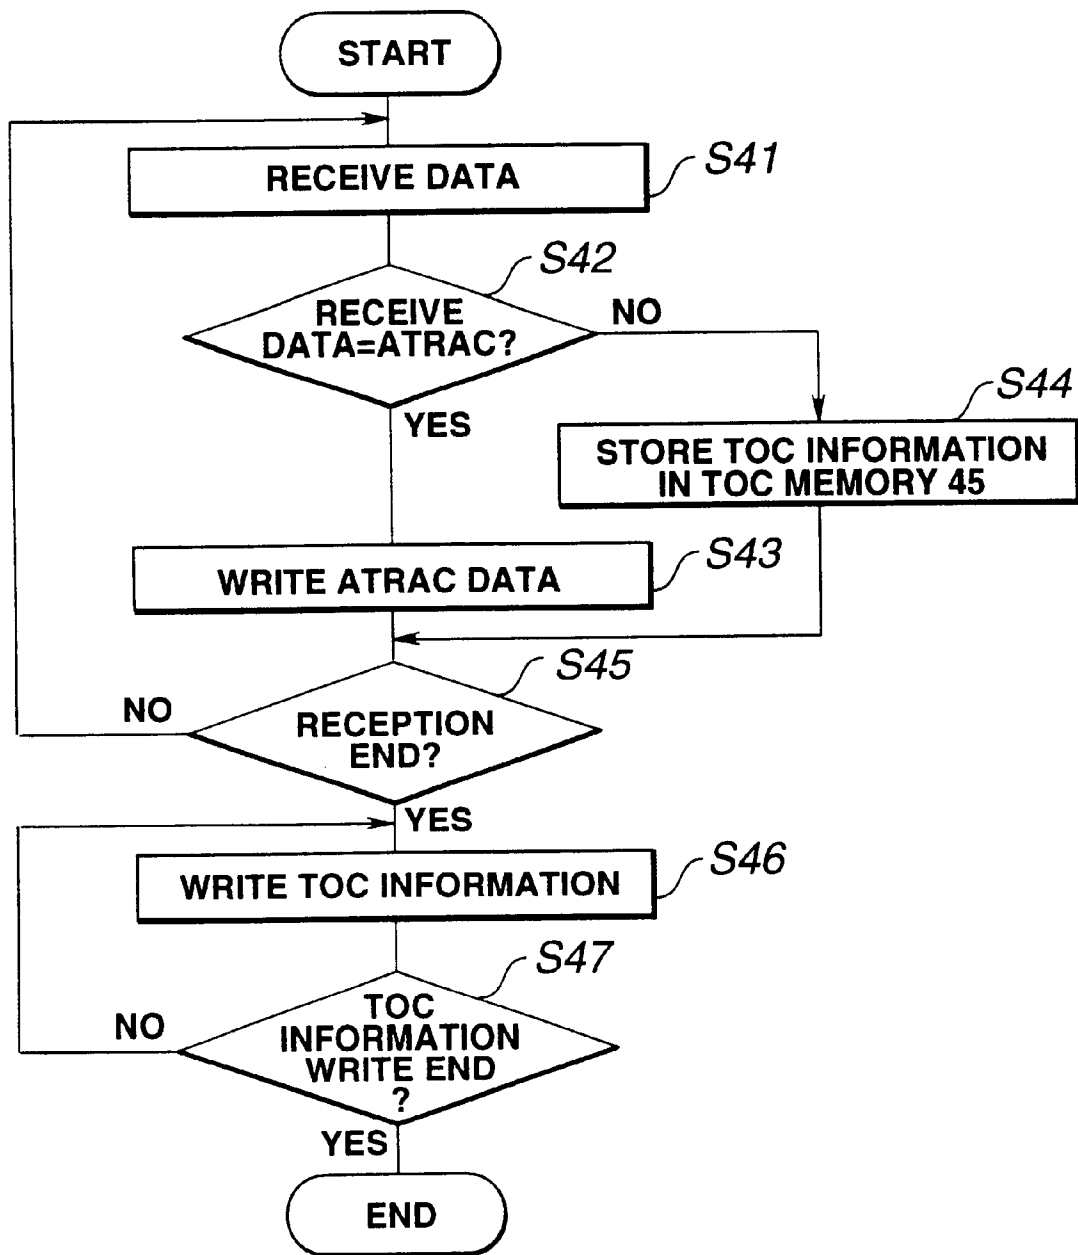 START
RECEIVE DATA
S41
S42
RECEIVE
DATA=ATRAC?
NO
YES
S44
STORE TOC INFORMATION
IN TOC MEMORY 45
S43
WRITE ATRAC DATA
S45
NO
RECEPTION
END?
YES
S46
WRITE TOC INFORMATION
S47
NO
TOC
INFORMATION
WRITE END
?
YES
END